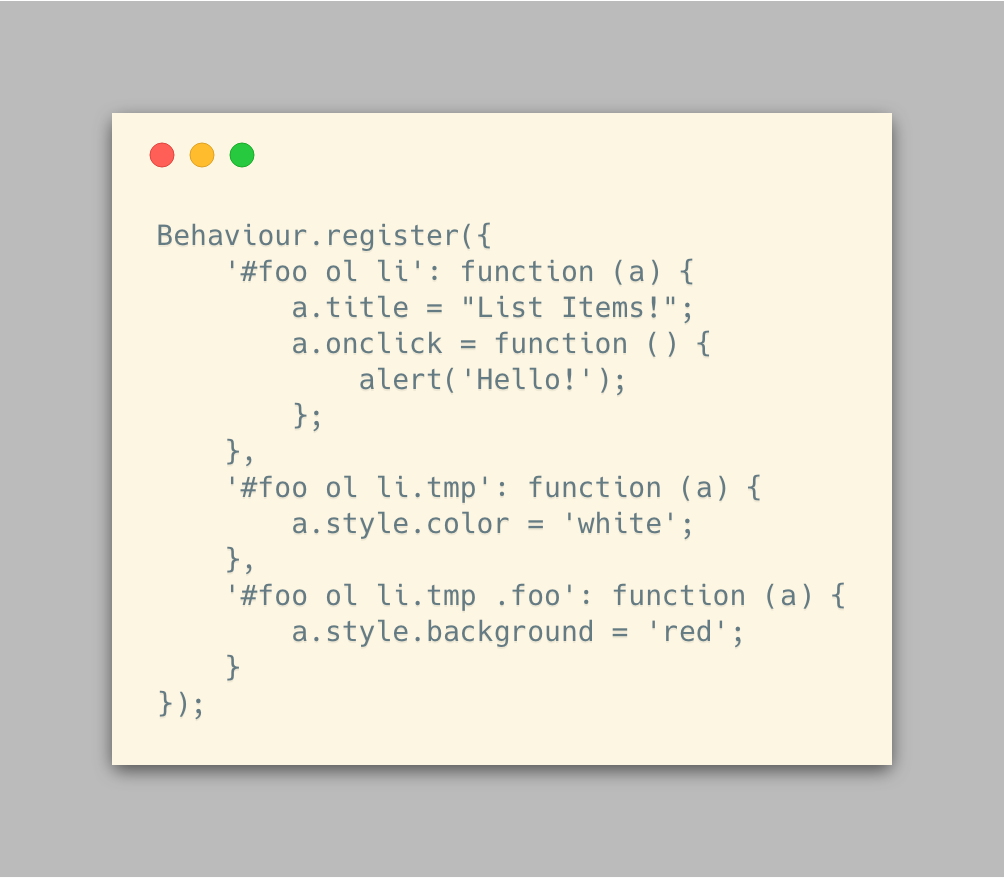 Behaviour.register({
    '#foo ol li': function (a) {
        a.title = "List Items!";
        a.onclick = function () {
            alert('Hello!');
        };
    },
    '#foo ol li.tmp': function (a) {
        a.style.color = 'white';
    },
    '#foo ol li.tmp .foo': function (a) {
        a.style.background = 'red';
    }
});